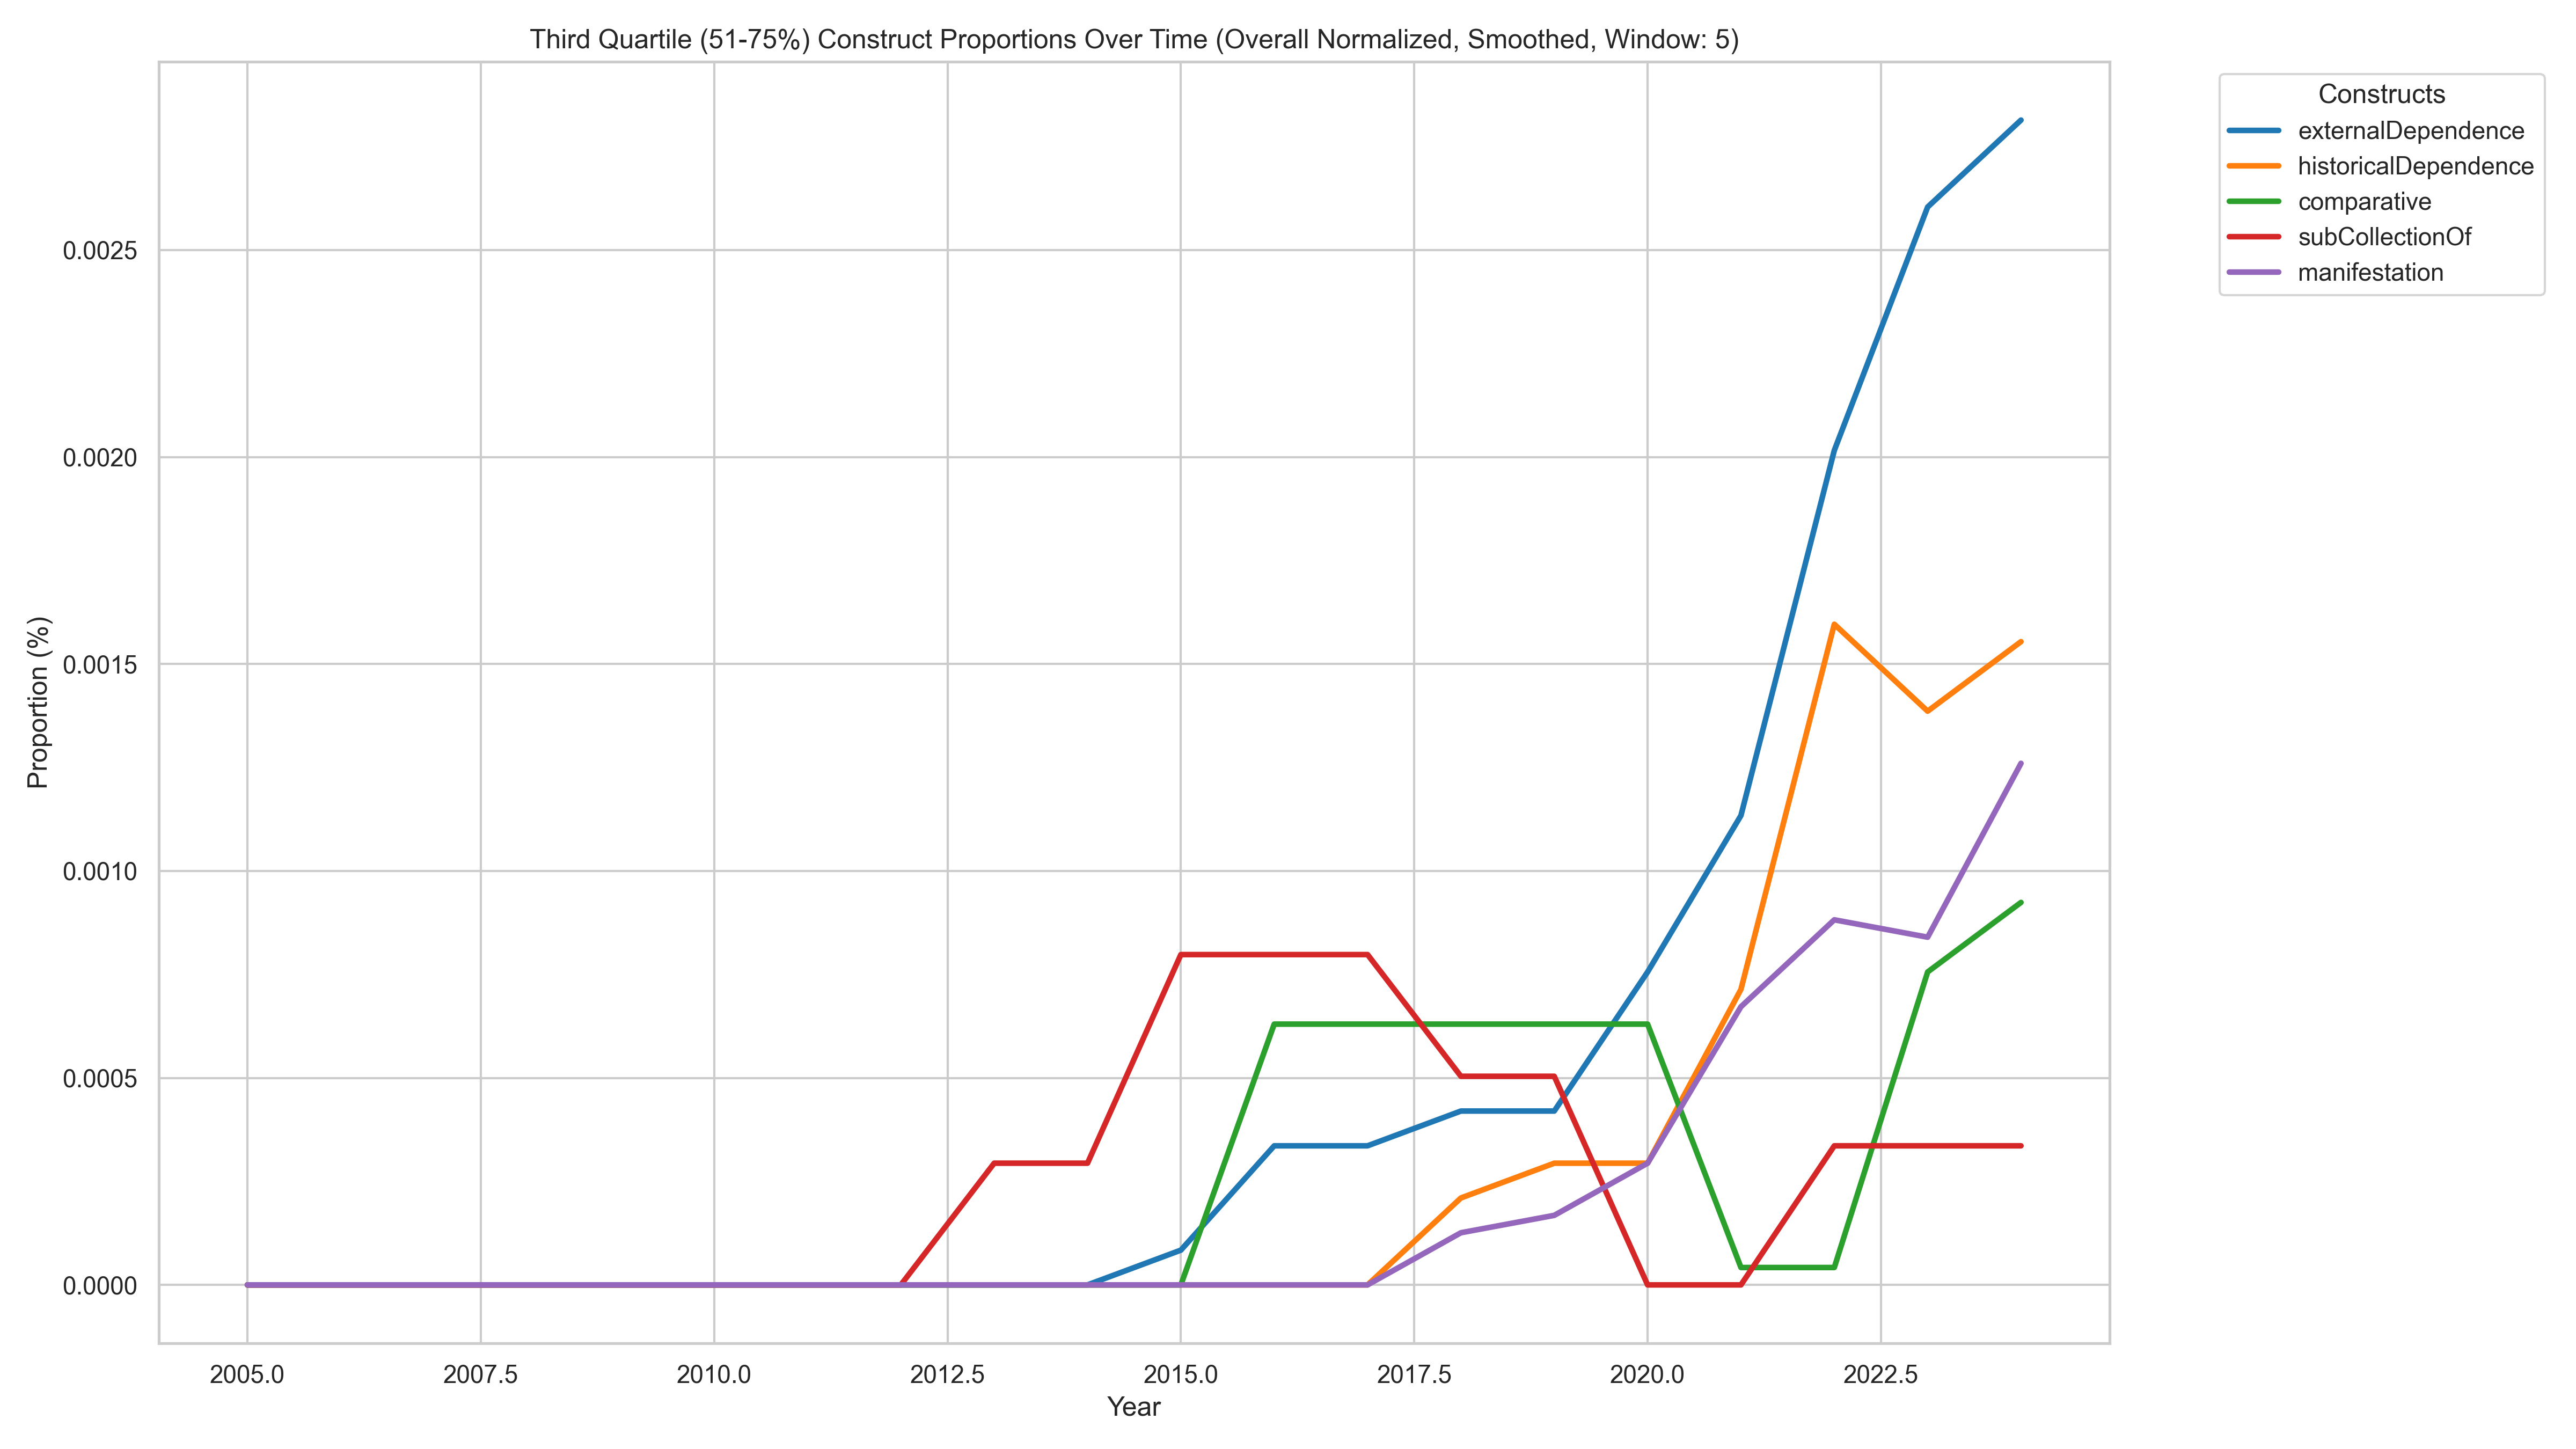 Third Quartile (51-75%) Construct Proportions Over Time (Overall Normalized, Smoothed, Window: 5)
Constructs
externalDependence
historicalDependence
comparative
subCollectionOf
manifestation
Proportion (%)
0.0025
0.0020
0.0015
0.0010
0.0005
0.0000
2005.0 2007.5 2010.0 2012.5 2015.0 2017.5 2020.0 2022.5
Year